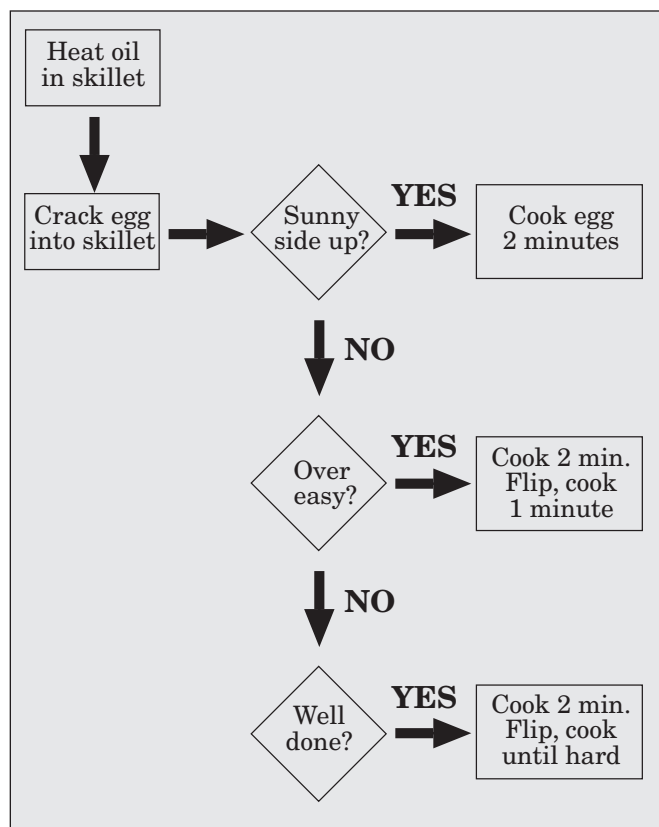 Heat oil
in skillet
Crack egg
into skillet
Sunny
side up?
YES
Cook egg
2 minutes
NO
Over
easy?
YES
Cook 2 min.
Flip, cook
1 minute
NO
Well
done?
YES
Cook 2 min.
Flip, cook
until hard